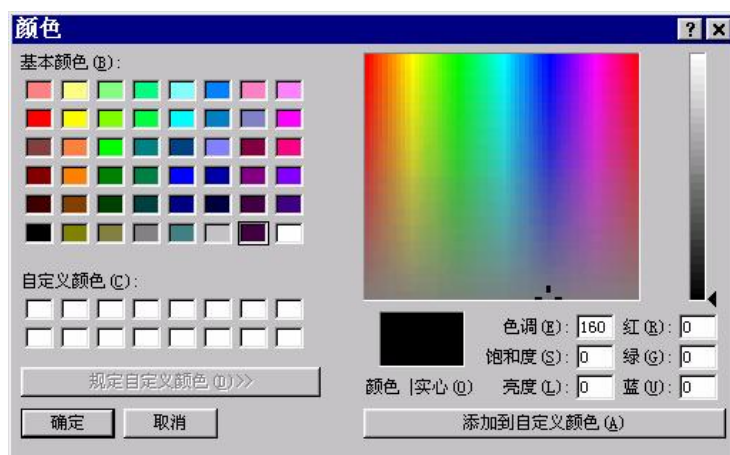 颜色
基本颜色(B):
自定义颜色(C):
规定自定义颜色(D)>>
确定
取消
色调(E): 160
红(R): 0
饱和度(S): 0
绿(G): 0
颜色|实心(O)
亮度(L): 0
蓝(U): 0
添加到自定义颜色(A)